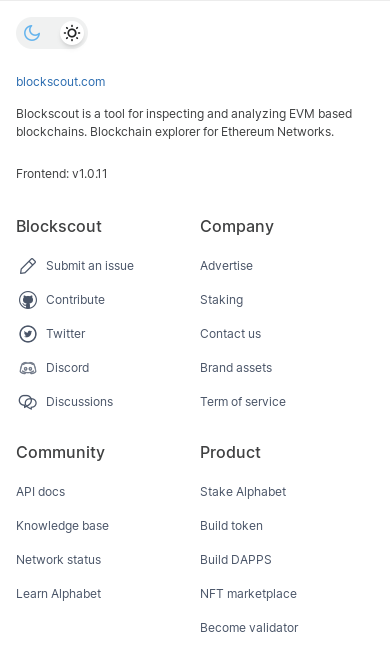 blockscout.com
Blockscout is a tool for inspecting and analyzing EVM based
blockchains. Blockchain explorer for Ethereum Networks.
Frontend: v1.0.11
Blockscout
Submit an issue
Contribute
Twitter
Discord
Discussions
Company
Advertise
Staking
Contact us
Brand assets
Term of service
Community
API docs
Knowledge base
Network status
Learn Alphabet
Product
Stake Alphabet
Build token
Build DAPPS
NFT marketplace
Become validator